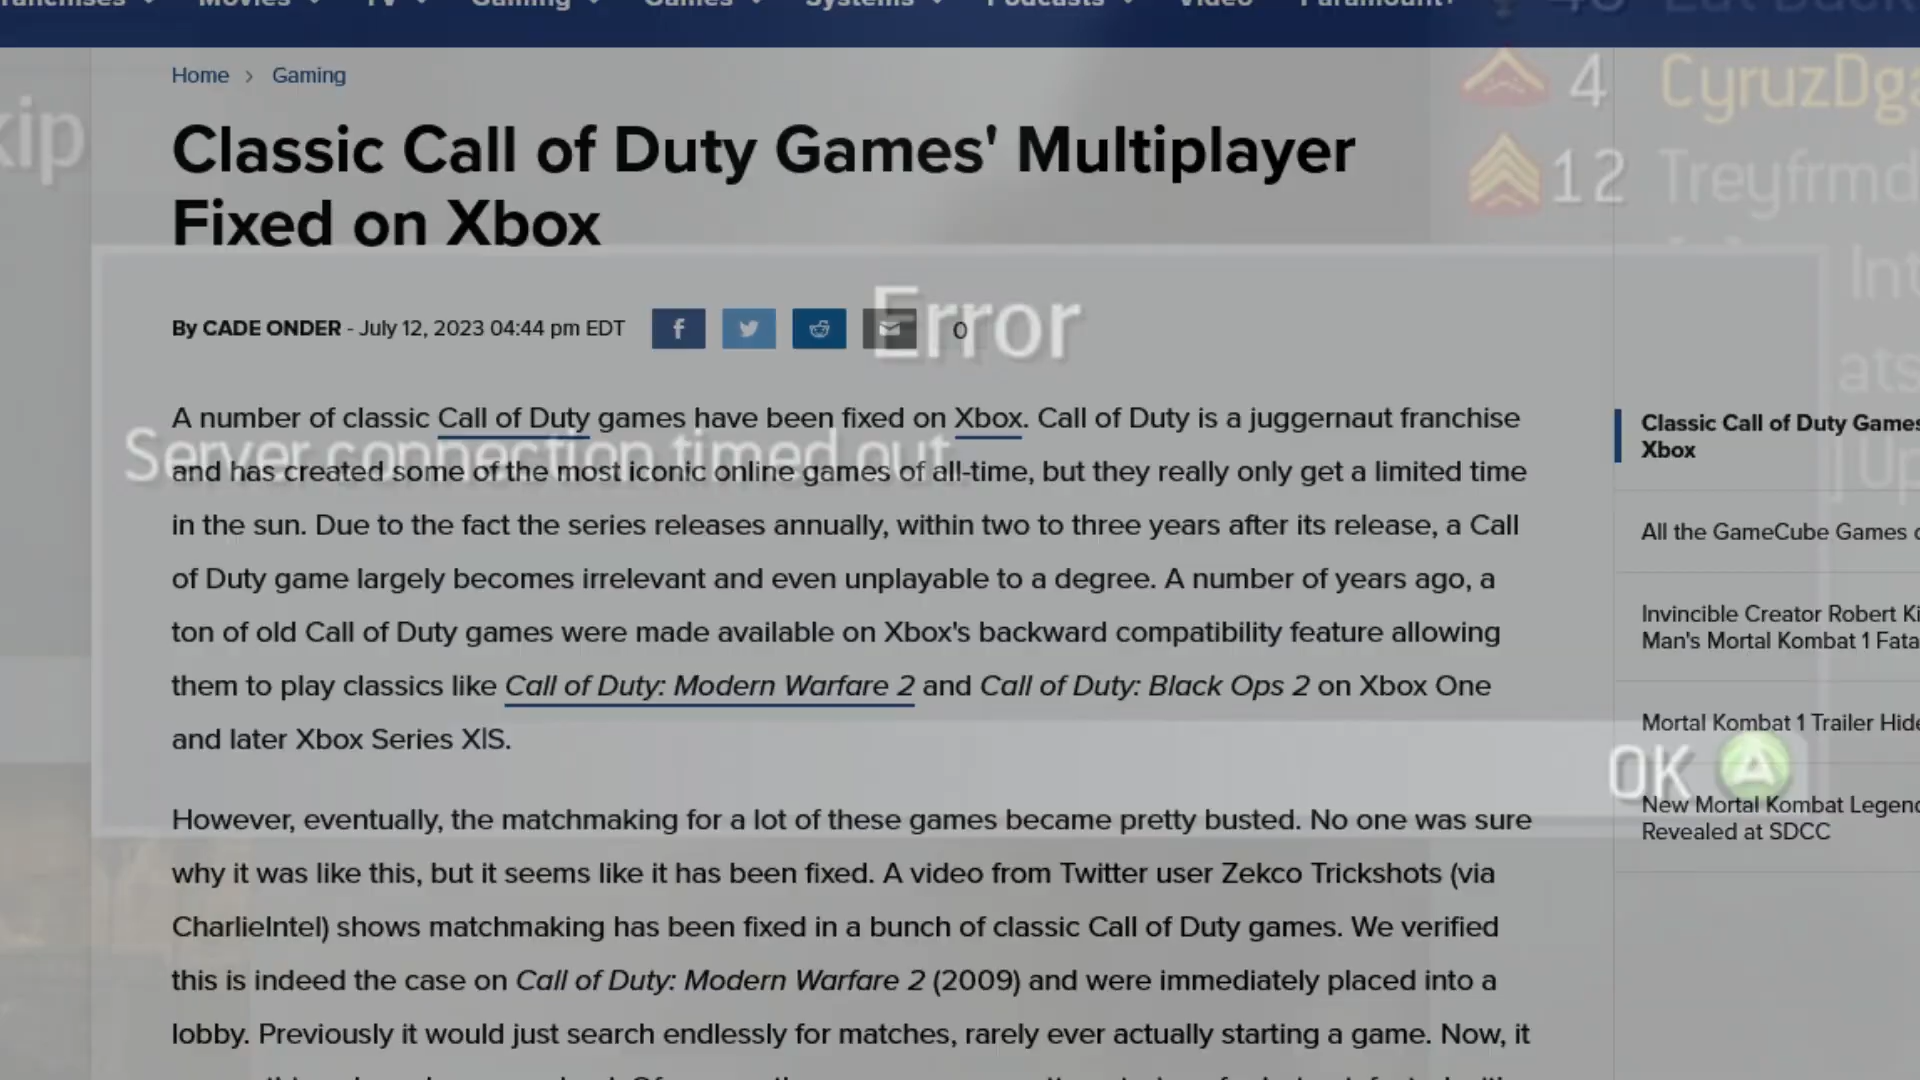 Movies
TV
Gaming
Games
Systems
Podcasts
Video
Paramount+
Home > Gaming
Classic Call of Duty Games' Multiplayer
Fixed on Xbox
By CADE ONDER - July 12, 2023 04:44 pm EDT
0
A number of classic Call of Duty games have been fixed on Xbox. Call of Duty is a juggernaut franchise
and has created some of the most iconic online games of all-time, but they really only get a limited time
in the sun. Due to the fact the series releases annually, within two to three years after its release, a Call
of Duty game largely becomes irrelevant and even unplayable to a degree. A number of years ago, a
ton of old Call of Duty games were made available on Xbox's backward compatibility feature allowing
them to play classics like Call of Duty: Modern Warfare 2 and Call of Duty: Black Ops 2 on Xbox One
and later Xbox Series X|S.
However, eventually, the matchmaking for a lot of these games became pretty busted. No one was sure
why it was like this, but it seems like it has been fixed. A video from Twitter user Zekco Trickshots (via
CharlieIntel) shows matchmaking has been fixed in a bunch of classic Call of Duty games. We verified
this is indeed the case on Call of Duty: Modern Warfare 2 (2009) and were immediately placed into a
lobby. Previously it would just search endlessly for matches, rarely ever actually starting a game. Now, it
Classic Call of Duty Games
Xbox
All the GameCube Games
Invincible Creator Robert
Man's Mortal Kombat 1
Mortal Kombat 1 Trailer
New Mortal Kombat
Revealed at SDCC
Error
Server connection timed out.
OK A
4 CyruzDga
12 Treyfrmd